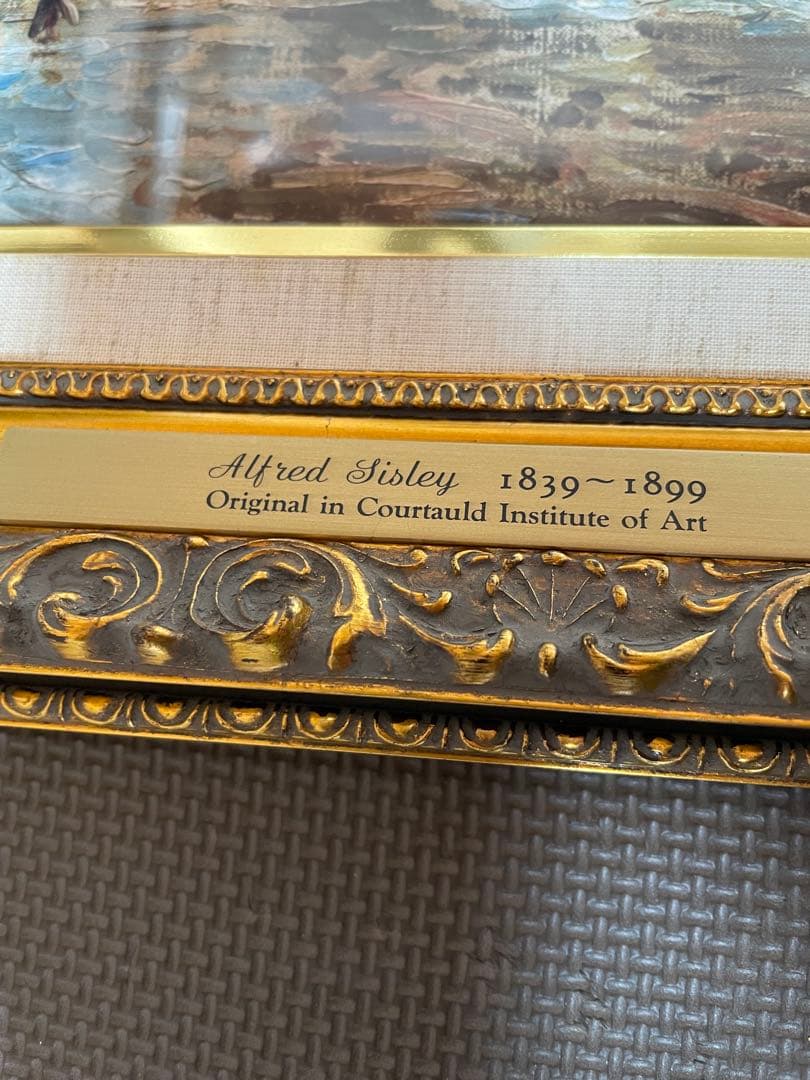 Alfred Sisley 1839~1899
Original in Courtauld Institute of Art